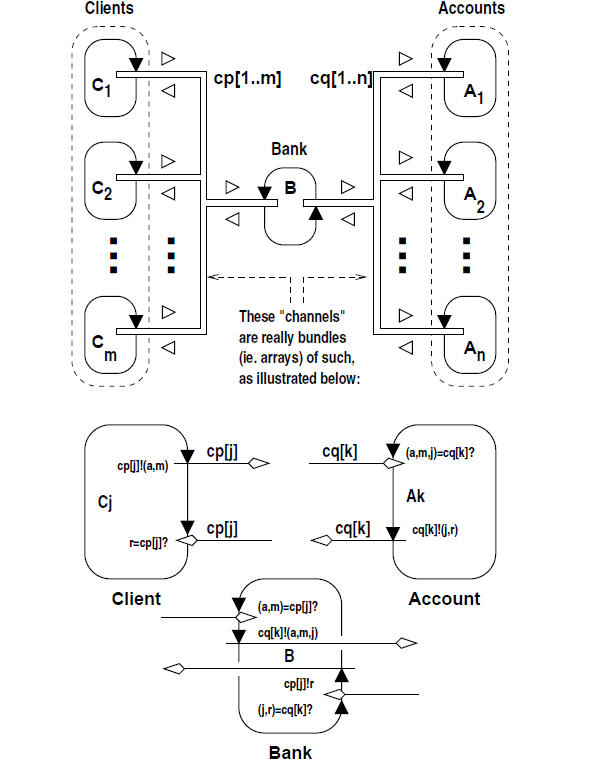 Clients
Accounts
cp[1..m]
cq[1..n]
C1
A1
Bank
B
C2
A2
Cm
An
These "channels"
are really bundles
(ie. arrays) of such,
as illustrated below:
cp[j]
cq[k]
cp[j]!(a,m)
(a,m,j)=cq[k]?
Cj
Ak
cp[j]
cq[k]
r=cp[j]?
cq[k]!(j,r)
Client
Account
(a,m)=cp[j]?
cq[k]!(a,m,j)
B
cp[j]!r
(j,r)=cq[k]?
Bank